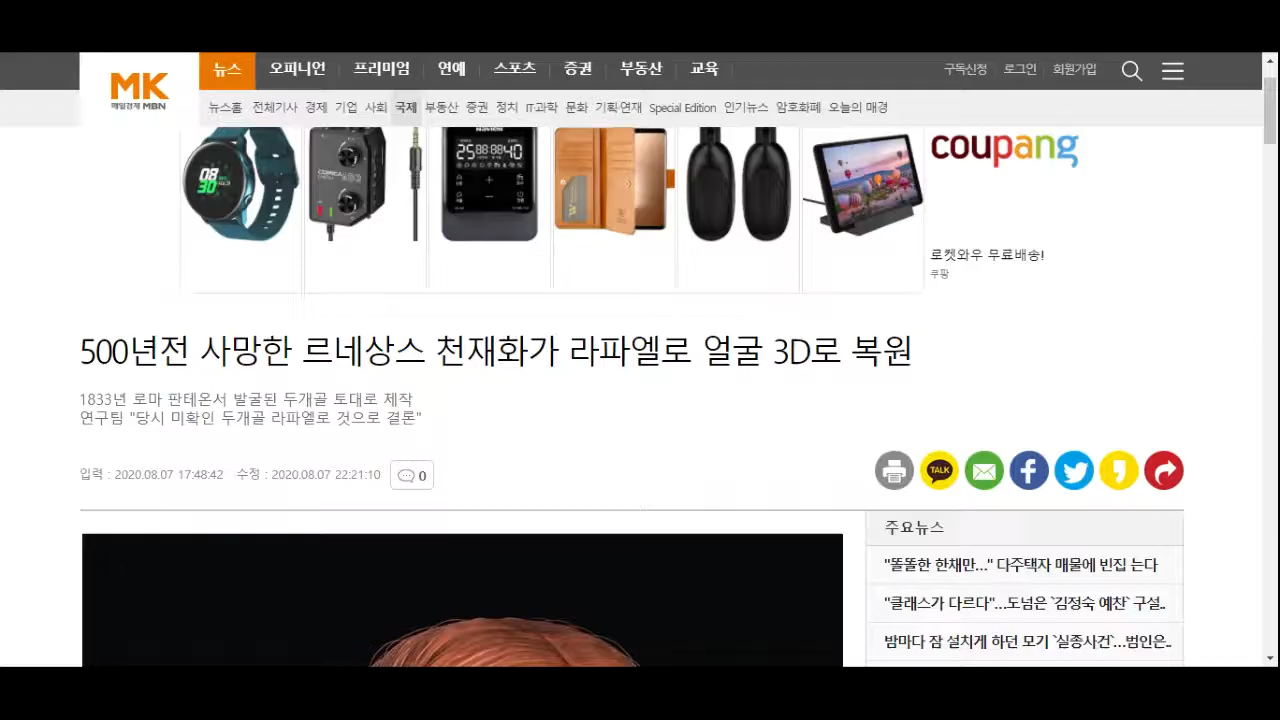 MK
매일경제 MBN
뉴스 오피니언 프리미엄 연예 스포츠 증권 부동산 교육
구독신청 로그인 회원가입
뉴스홈 전체기사 경제 기업 사회 국제 부동산 증권 정치 IT·과학 문화 기획·연재 Special Edition 인기뉴스 암호화폐 오늘의 매경
08
30
COMICA
25 88:88 40
coupang
로켓와우 무료배송!
쿠팡
500년전 사망한 르네상스 천재화가 라파엘로 얼굴 3D로 복원
1833년 로마 판테온서 발굴된 두개골 토대로 제작
연구팀 "당시 미확인 두개골 라파엘로 것으로 결론"
입력 : 2020.08.07 17:48:42 수정 : 2020.08.07 22:21:10 0
TALK
주요뉴스
"똘똘한 한채만…" 다주택자 매물에 빈집 는다
"클래스가 다르다"…도넘은 `김정숙 예찬` 구설..
밤마다 잠 설치게 하던 모기 `실종사건`…범인은..